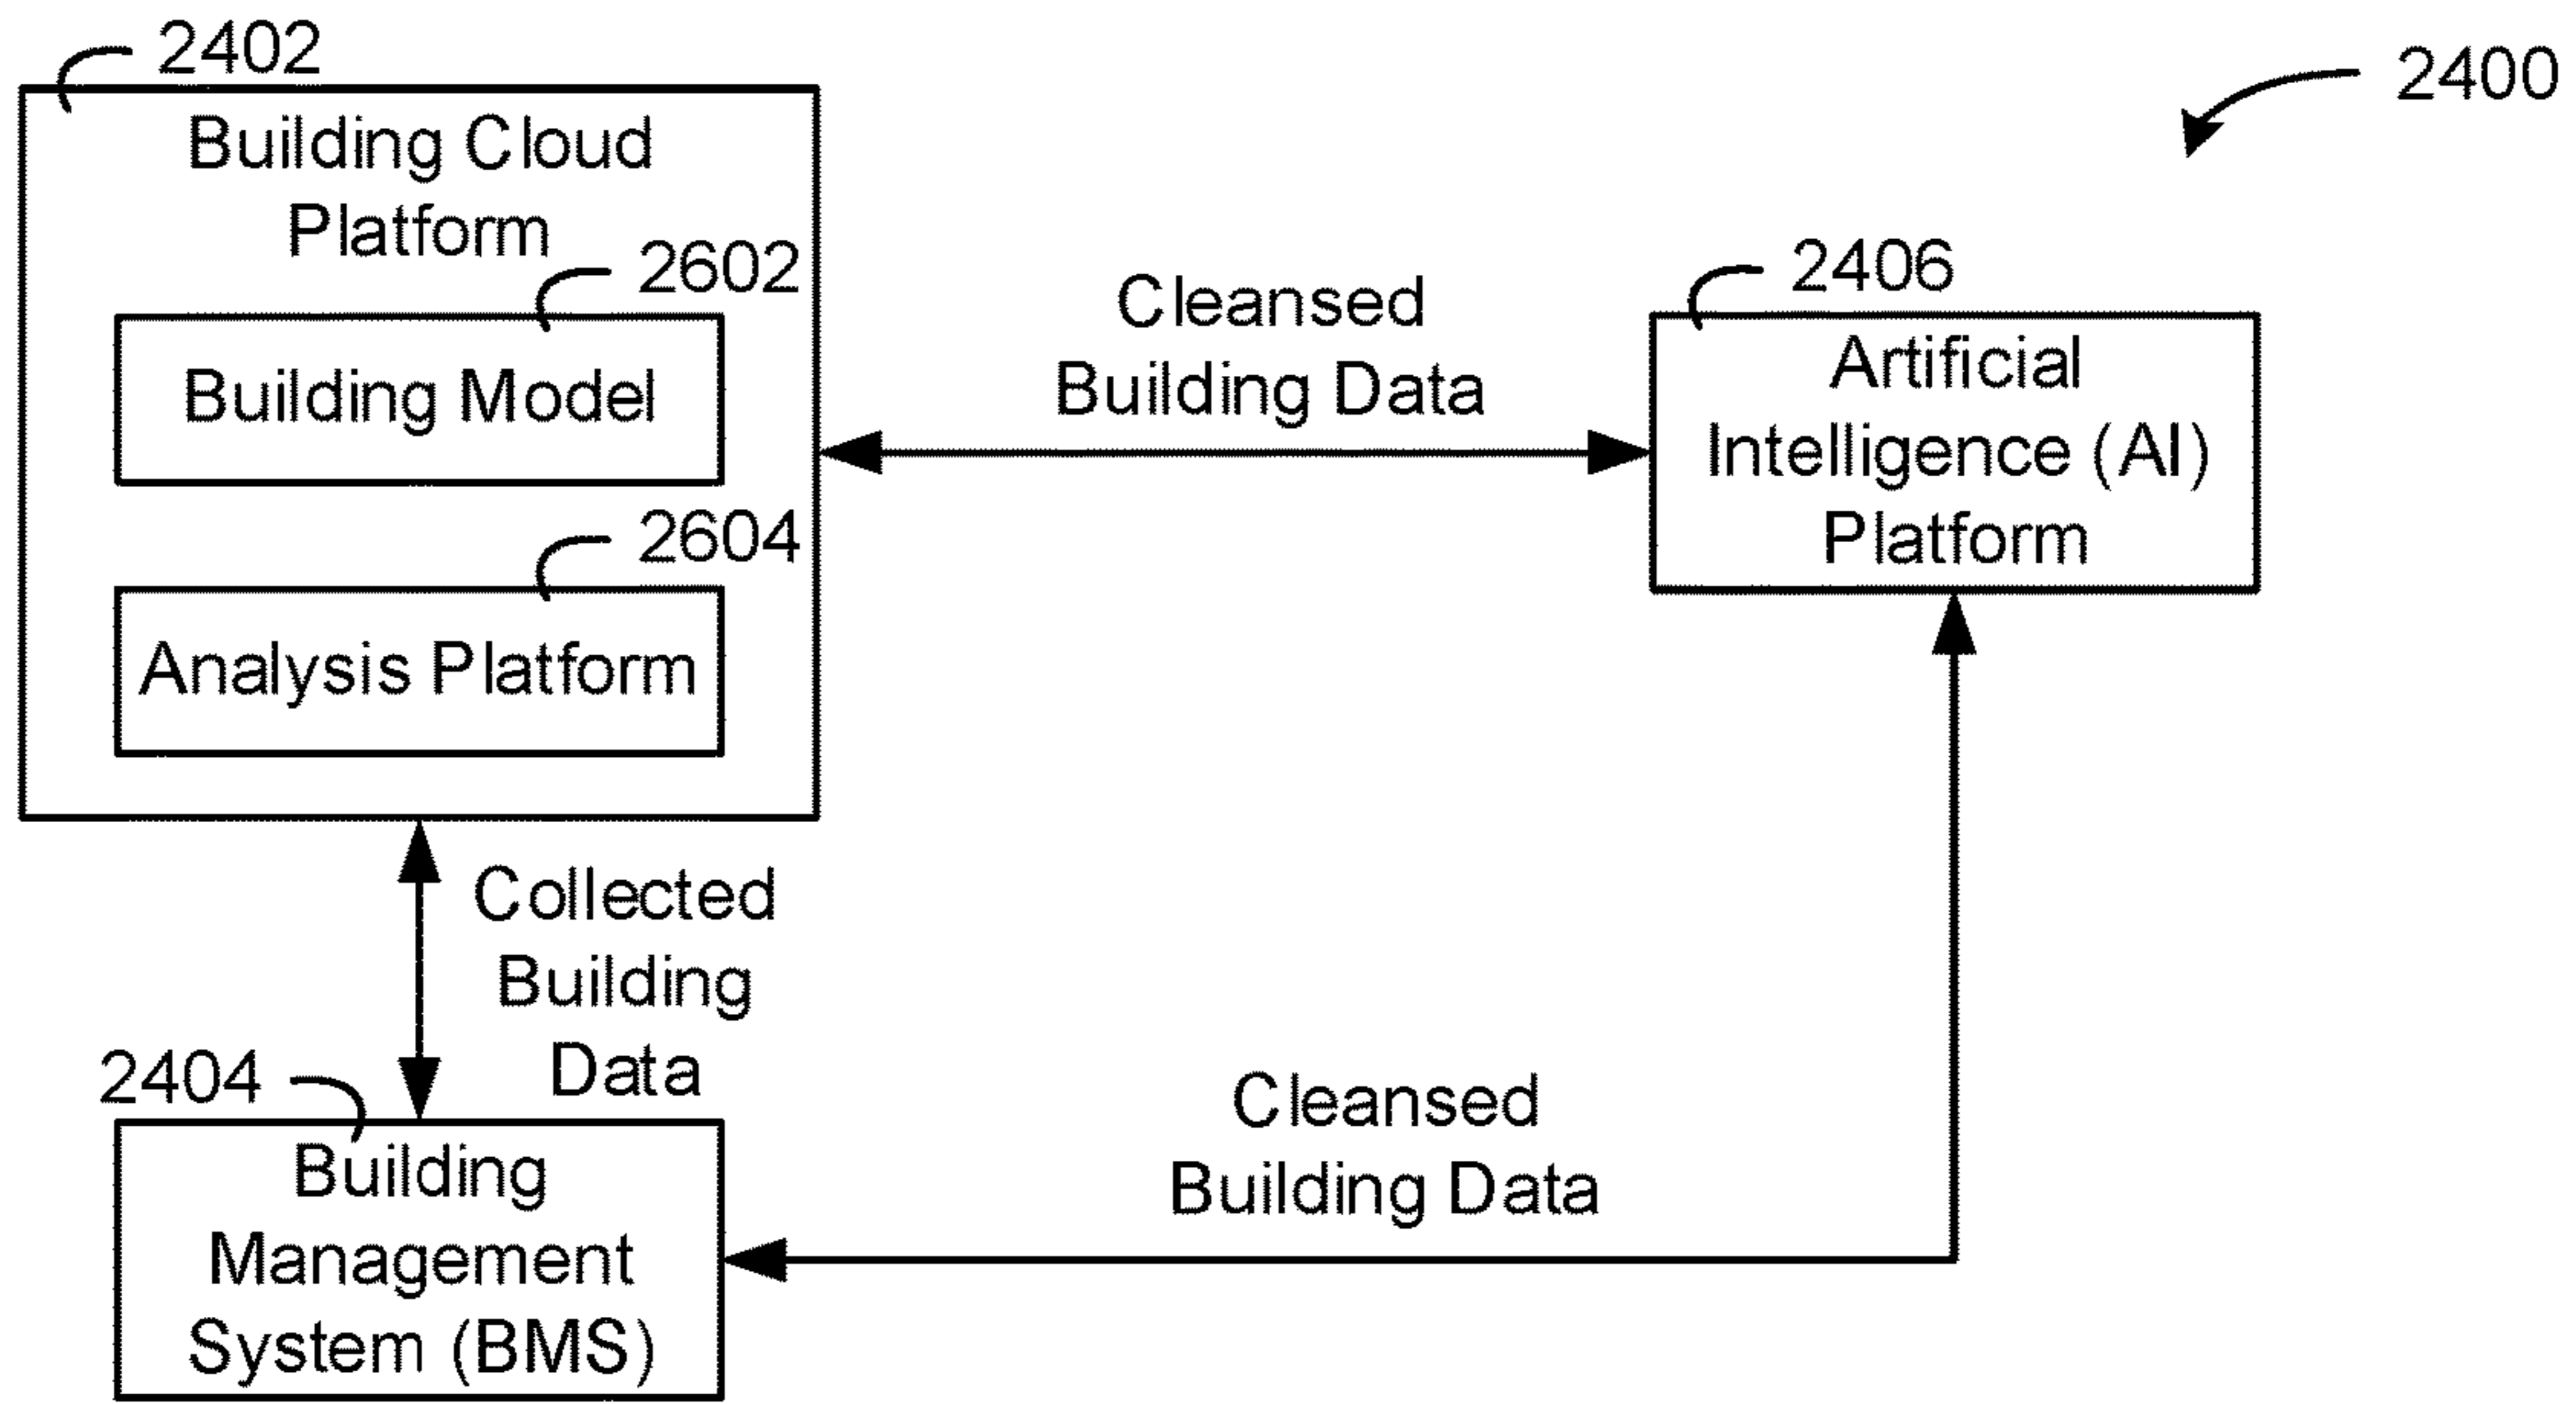 2402
2400
Building Cloud
Platform
2602
Building Model
2604
Analysis Platform
Cleansed
Building Data
2406
Artificial
Intelligence (AI)
Platform
Collected
Building
Data
2404
Building
Management
System (BMS)
Cleansed
Building Data